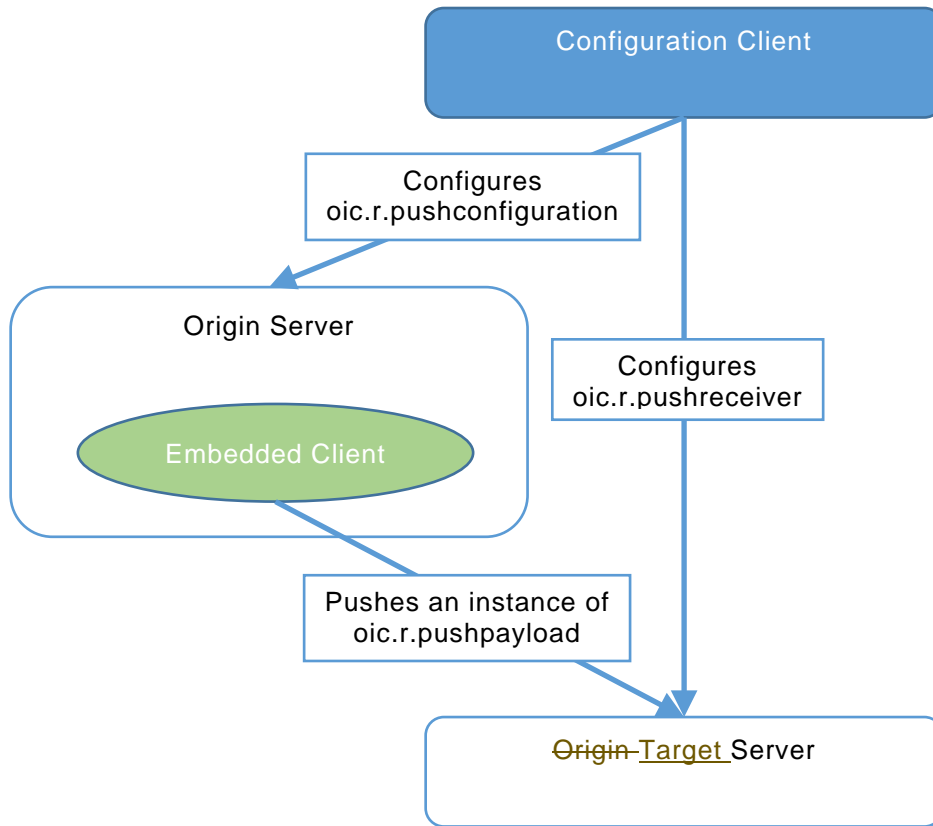 Configuration Client
Configures
oic.r.pushconfiguration
Origin Server
Configures
oic.r.pushreceiver
Embedded Client
Pushes an instance of
oic.r.pushpayload
Origin Target Server